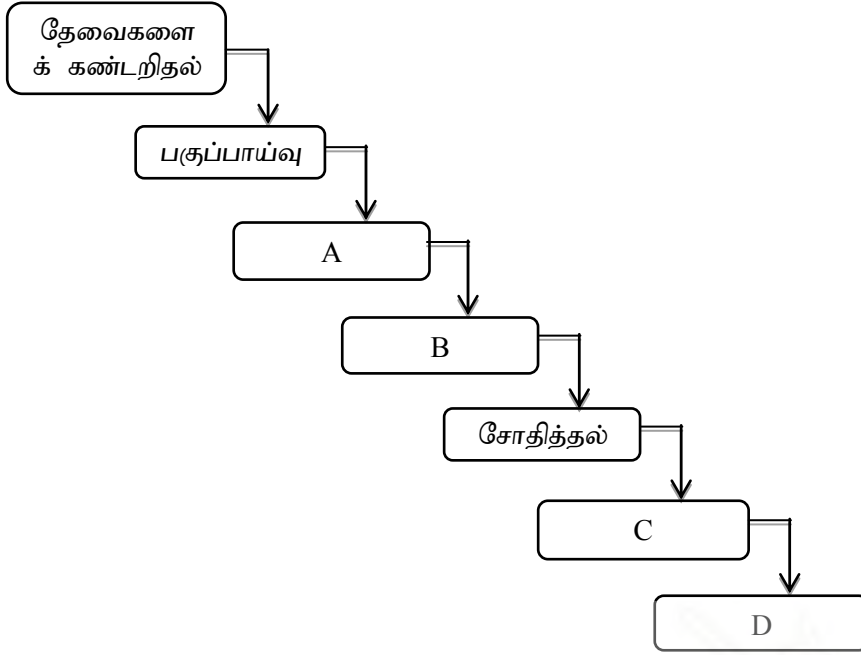 தேவைகளை
க் கண்டறிதல்
பகுப்பாய்வு
A
B
சோதித்தல்
C
D